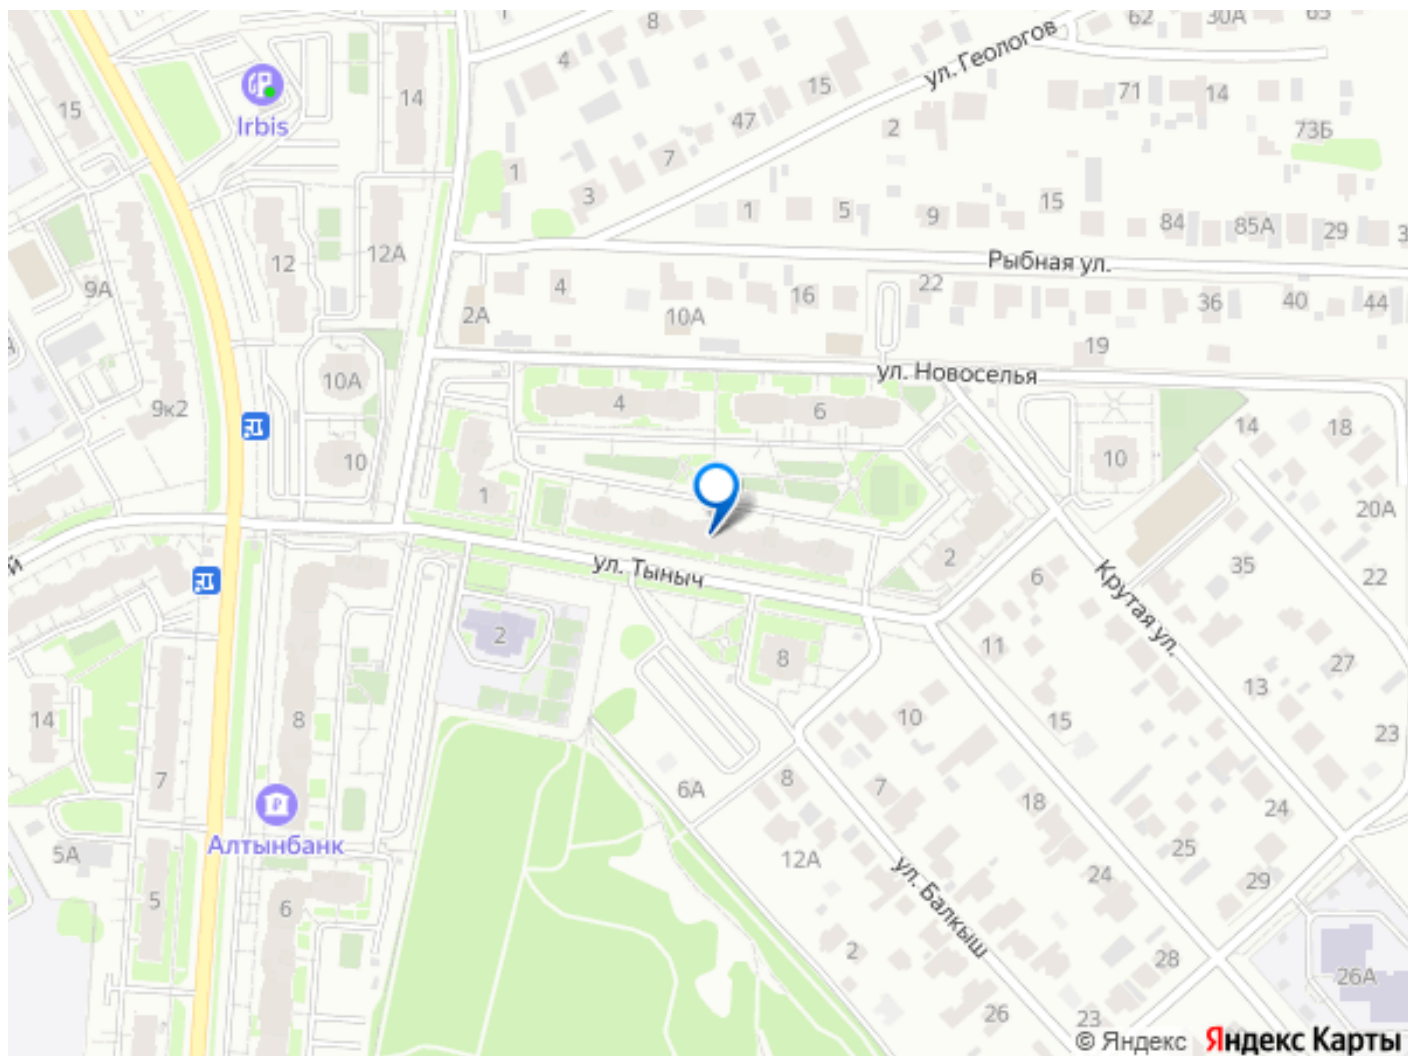 8
62
30А
4
15
ул. Геологов
71
14
15
Irbis
14
47
2
73Б
7
1
3
1
5
9
15
84
85А
29
12
12А
Рыбная ул.
9А
4
16
22
36
40
44
2А
10А
19
10А
ул. Новоселья
9к2
4
6
14
18
10
10
1
20А
2
ул. Тыныч
35
22
6
Крутая ул.
2
11
8
27
13
14
8
10
15
23
7
6А
8
7
18
24
Алтынбанк
5А
12А
25
24
29
5
6
ул. Балкыш
2
28
26А
26
23
© Яндекс
Яндекс Карты